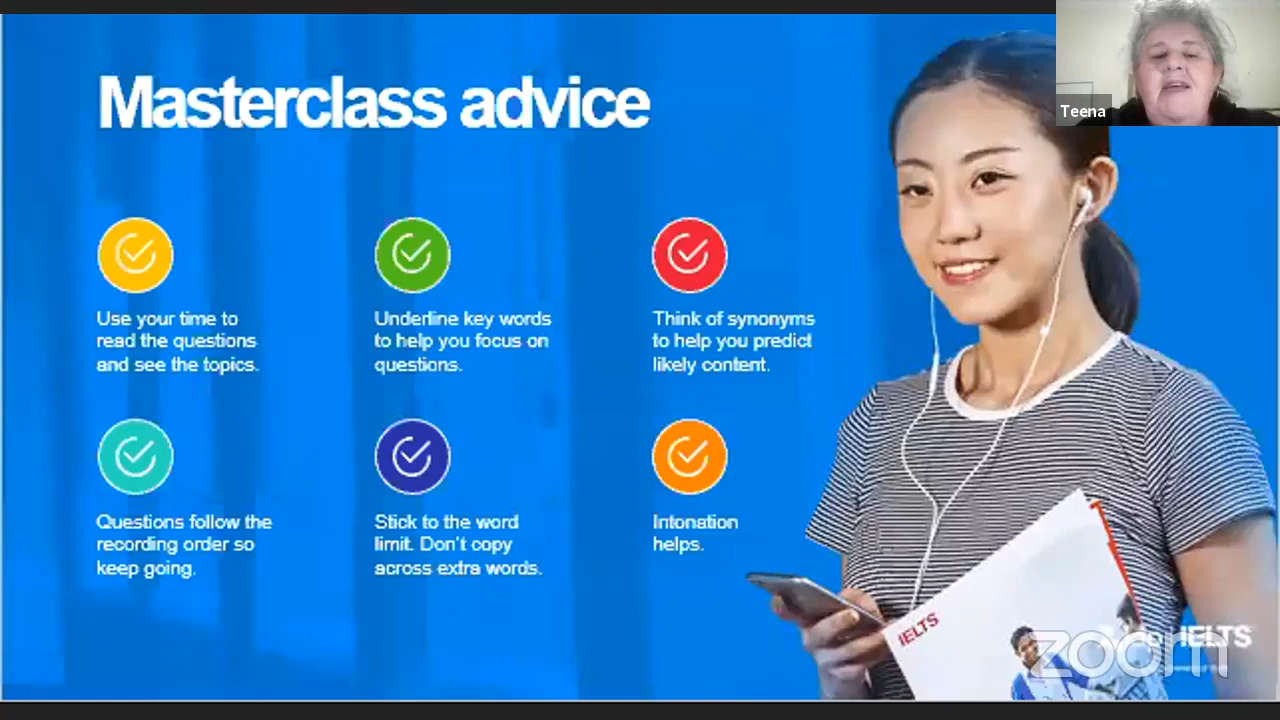 Masterclass advice
Teena
Use your time to
read the questions
and see the topics.
Underline key words
to help you focus on
questions.
Think of synonyms
to help you predict
likely content.
Questions follow the
recording order so
keep going.
Stick to the word
limit. Don't copy
across extra words.
Intonation
helps.
IELTS
IELTS
zoom